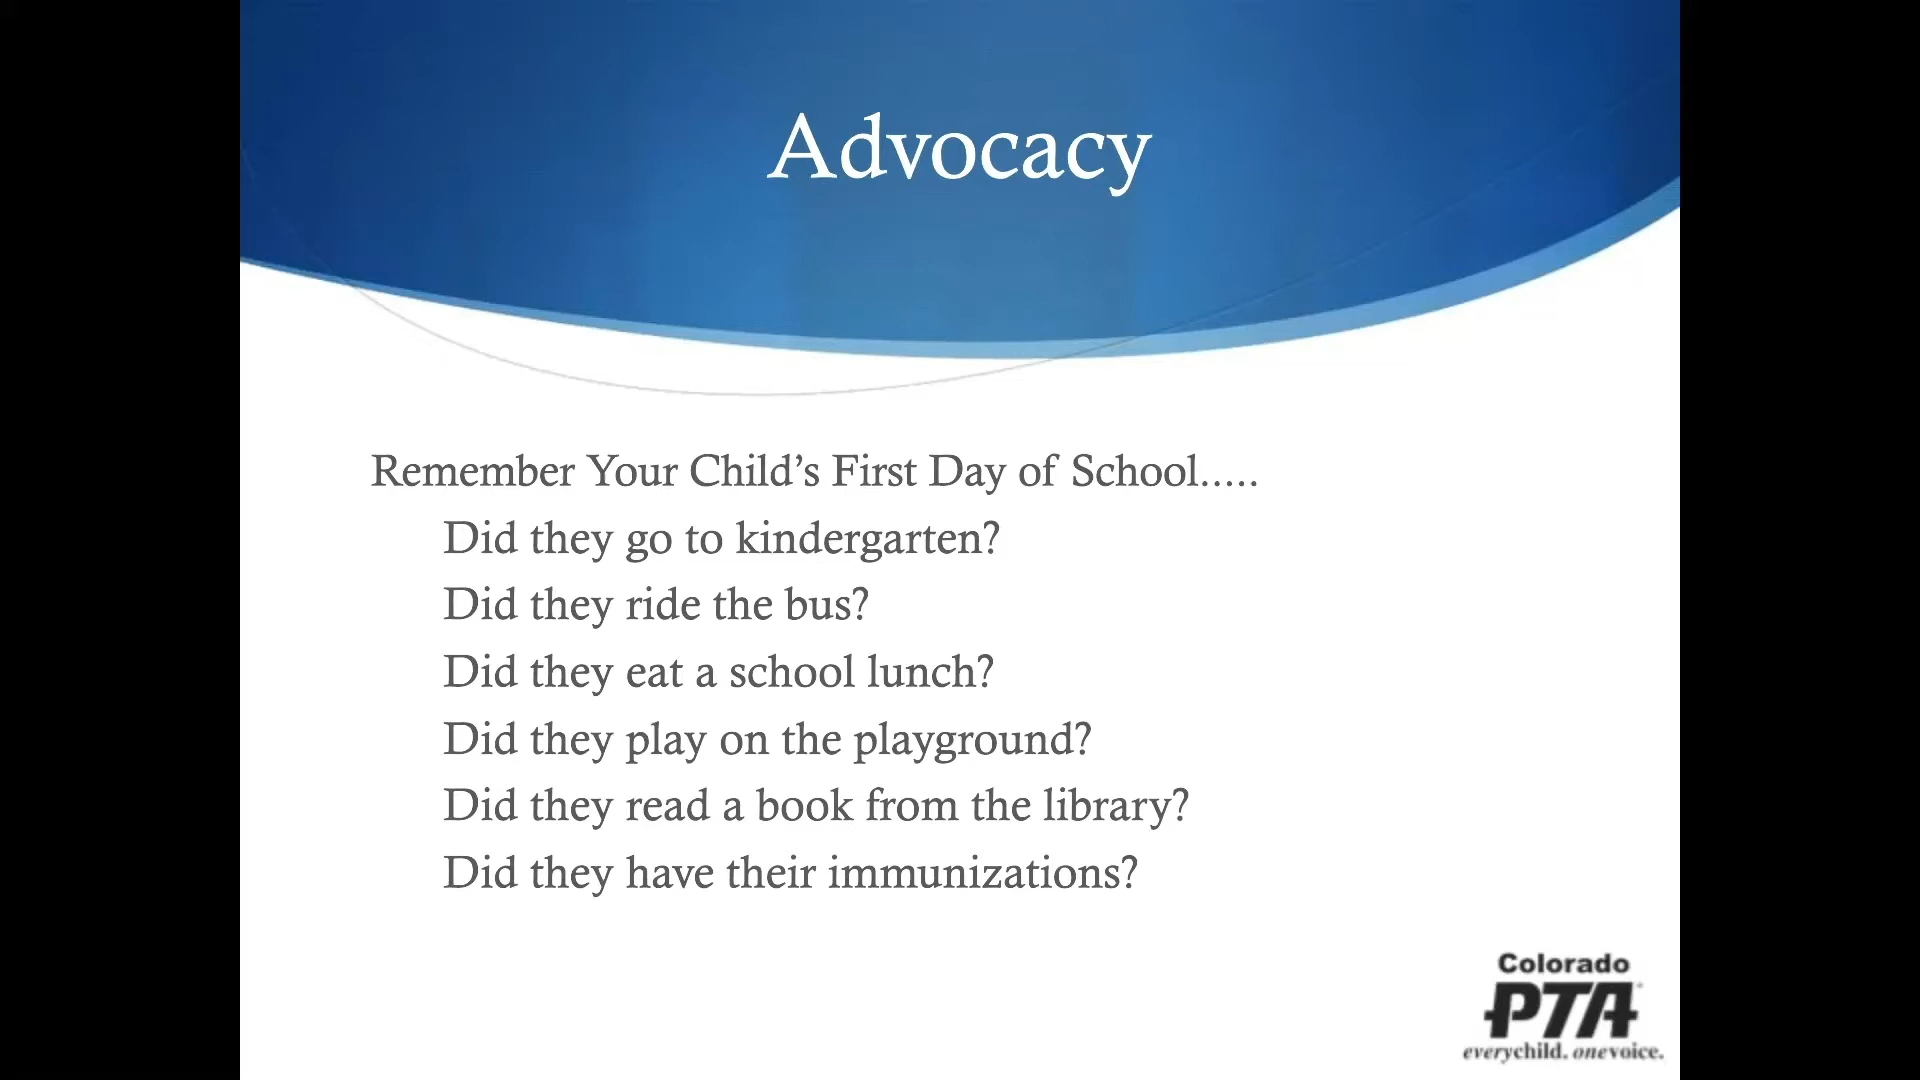 Advocacy
Remember Your Child’s First Day of School.....
Did they go to kindergarten?
Did they ride the bus?
Did they eat a school lunch?
Did they play on the playground?
Did they read a book from the library?
Did they have their immunizations?
Colorado
PTA®
everychild. onevoice.